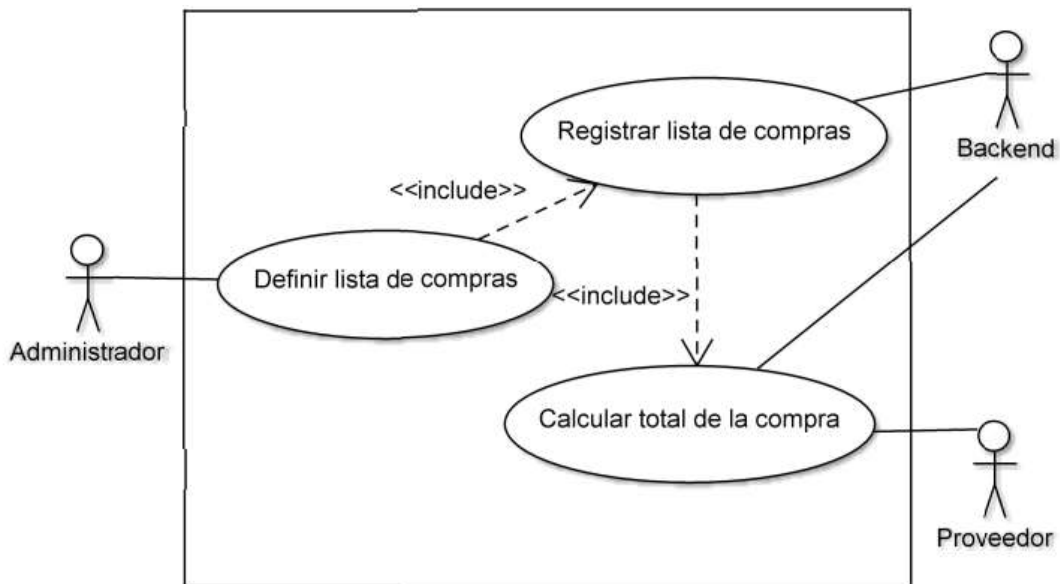 Registrar lista de compras
Backend
<<include>>
Definir lista de compras
<<include>>
Administrador
Calcular total de la compra
Proveedor